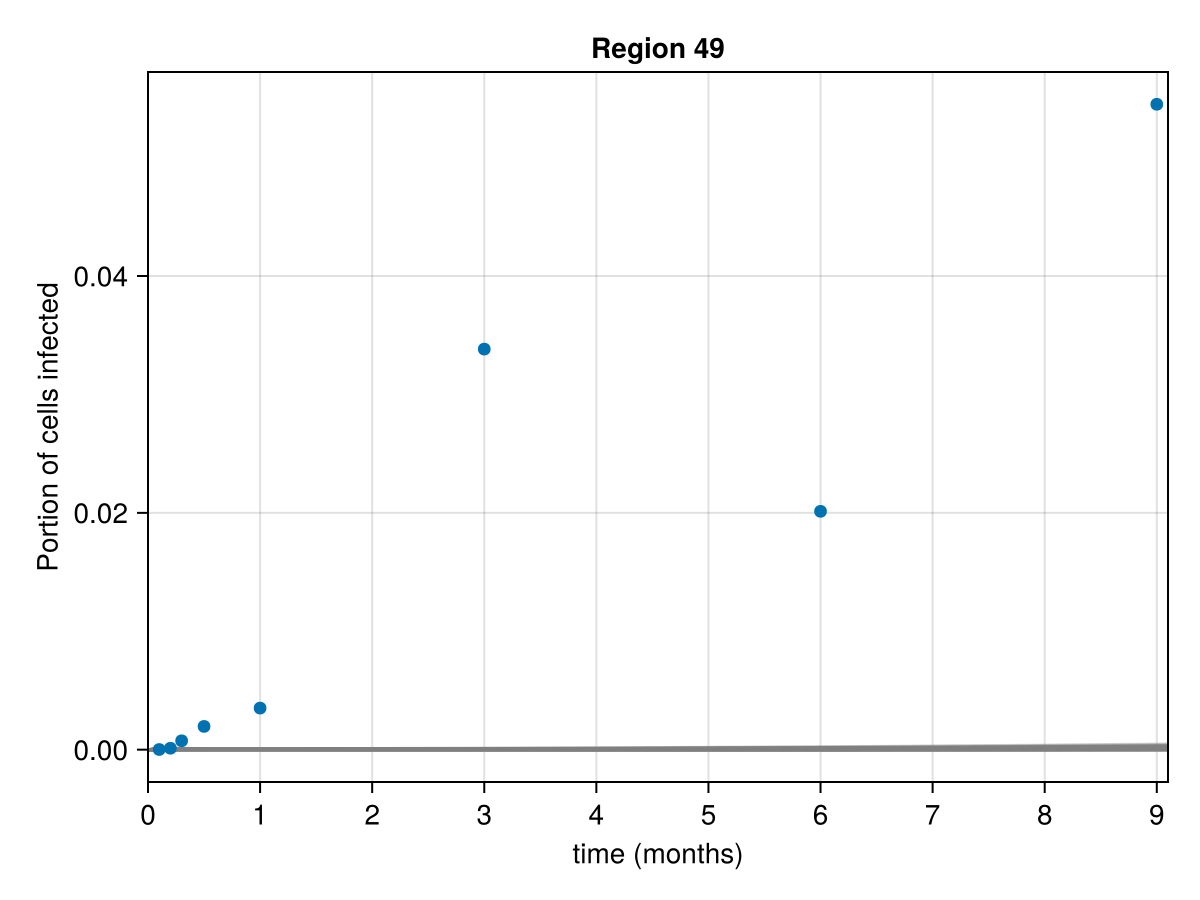 Region 49
Portion of cells infected
0.04
0.02
0.00
0 1 2 3 4 5 6 7 8 9
time (months)